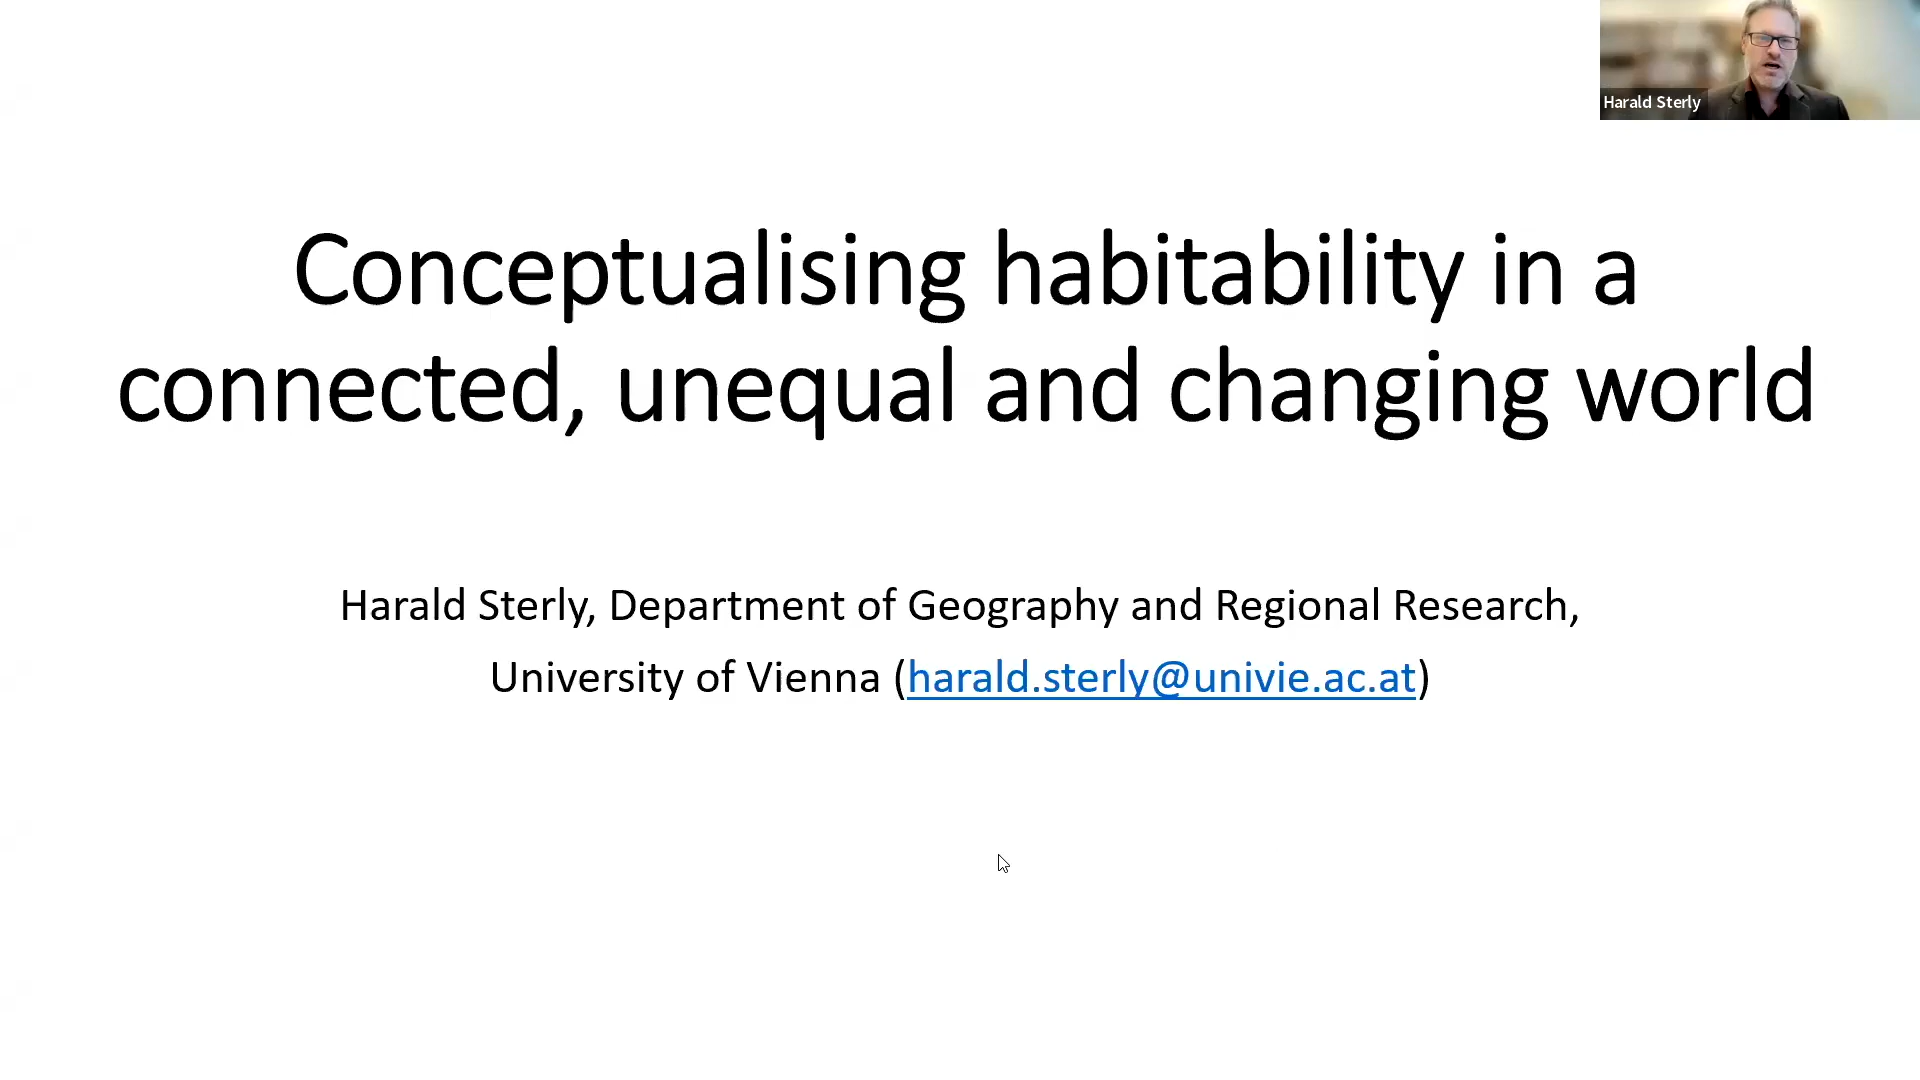 Harald Sterly
Conceptualising habitability in a
connected, unequal and changing world
Harald Sterly, Department of Geography and Regional Research,
University of Vienna (harald.sterly@univie.ac.at)